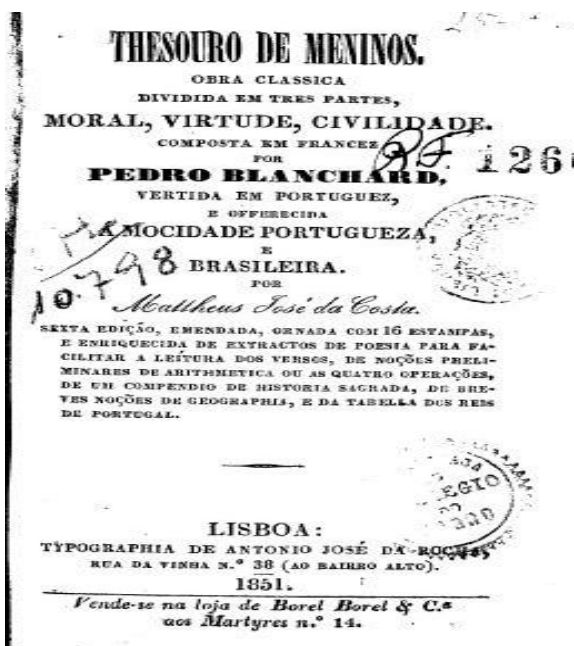 THESOURO DE MENINOS.
OBRA CLASSICA
DIVIDIDA EM TRES PARTES,
MORAL, VIRTUDE, CIVILIDADE.
COMPOSTA EM FRANCEZ
POR
PEDRO BLANCHARD,
126
VERTIDA EM PORTUGUEZ,
E OFFERECIDA
A MOCIDADE PORTUGUEZA,
E
BRASILEIRA.
10.798
POR
Mattheus José da Costa.
SEXTA EDIÇÃO, EMENDADA, ORNADA COM 16 ESTAMPAS,
E ENRIQUECIDA DE EXTRACTOS DE POESIA PARA FA-
CILITAR A LEITURA DOS VERSOS, DE NOÇÕES PRELI-
MINARES DE ARITHMETICA OU AS QUATRO OPERAÇÕES,
DE UM COMPENDIO DE HISTORIA SAGRADA, DE BRE-
VES NOÇÕES DE GEOGRAPHIA, E DA TABELLA DOS REIS
DE PORTUGAL.
EGIO
LISBOA:
TYPOGRAPHIA DE ANTONIO JOSÉ DA ROCHA,
RUA DA VINHA N.º 38 (AO BAIRRO ALTO).
1851.
Vende-se na loja de Borel Borel & C.ª
aos Martyres n.º 14.